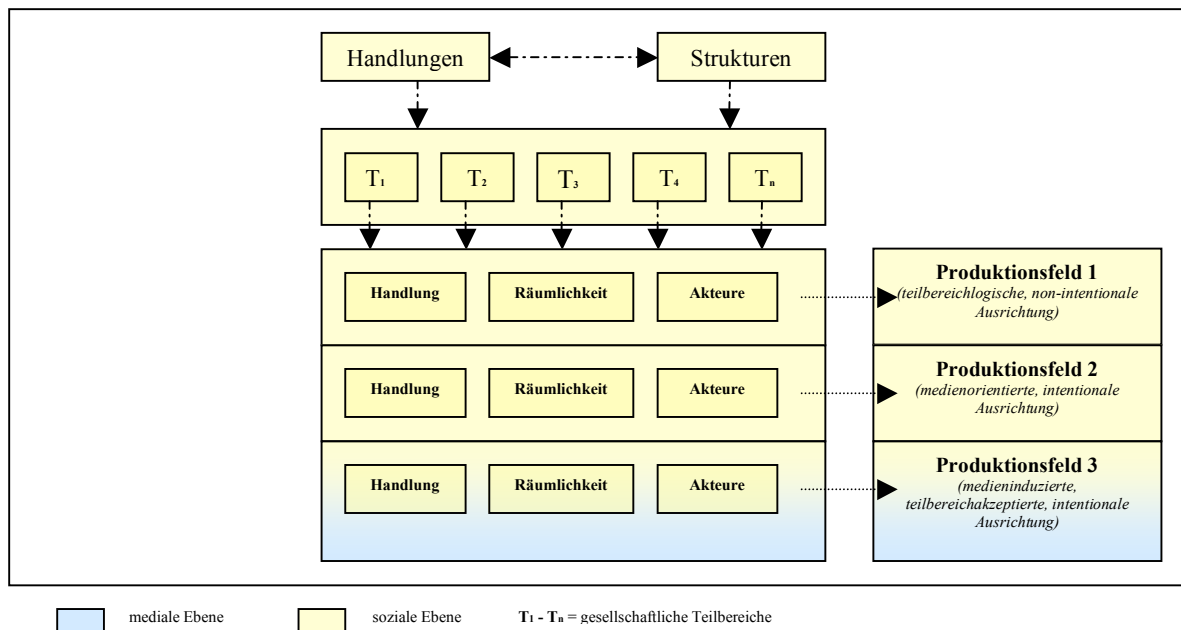 Handlungen
Strukturen
T₁ T₂ T₃ T₄ Tₙ
Handlung Räumlichkeit Akteure
Produktionsfeld 1
(teilbereichlogische, non-intentionale
Ausrichtung)
Handlung Räumlichkeit Akteure
Produktionsfeld 2
(medienorientierte, intentionale
Ausrichtung)
Handlung Räumlichkeit Akteure
Produktionsfeld 3
(medieninduzierte,
teilbereichakzeptierte, intentionale
Ausrichtung)
mediale Ebene
soziale Ebene
T₁ - Tₙ = gesellschaftliche Teilbereiche